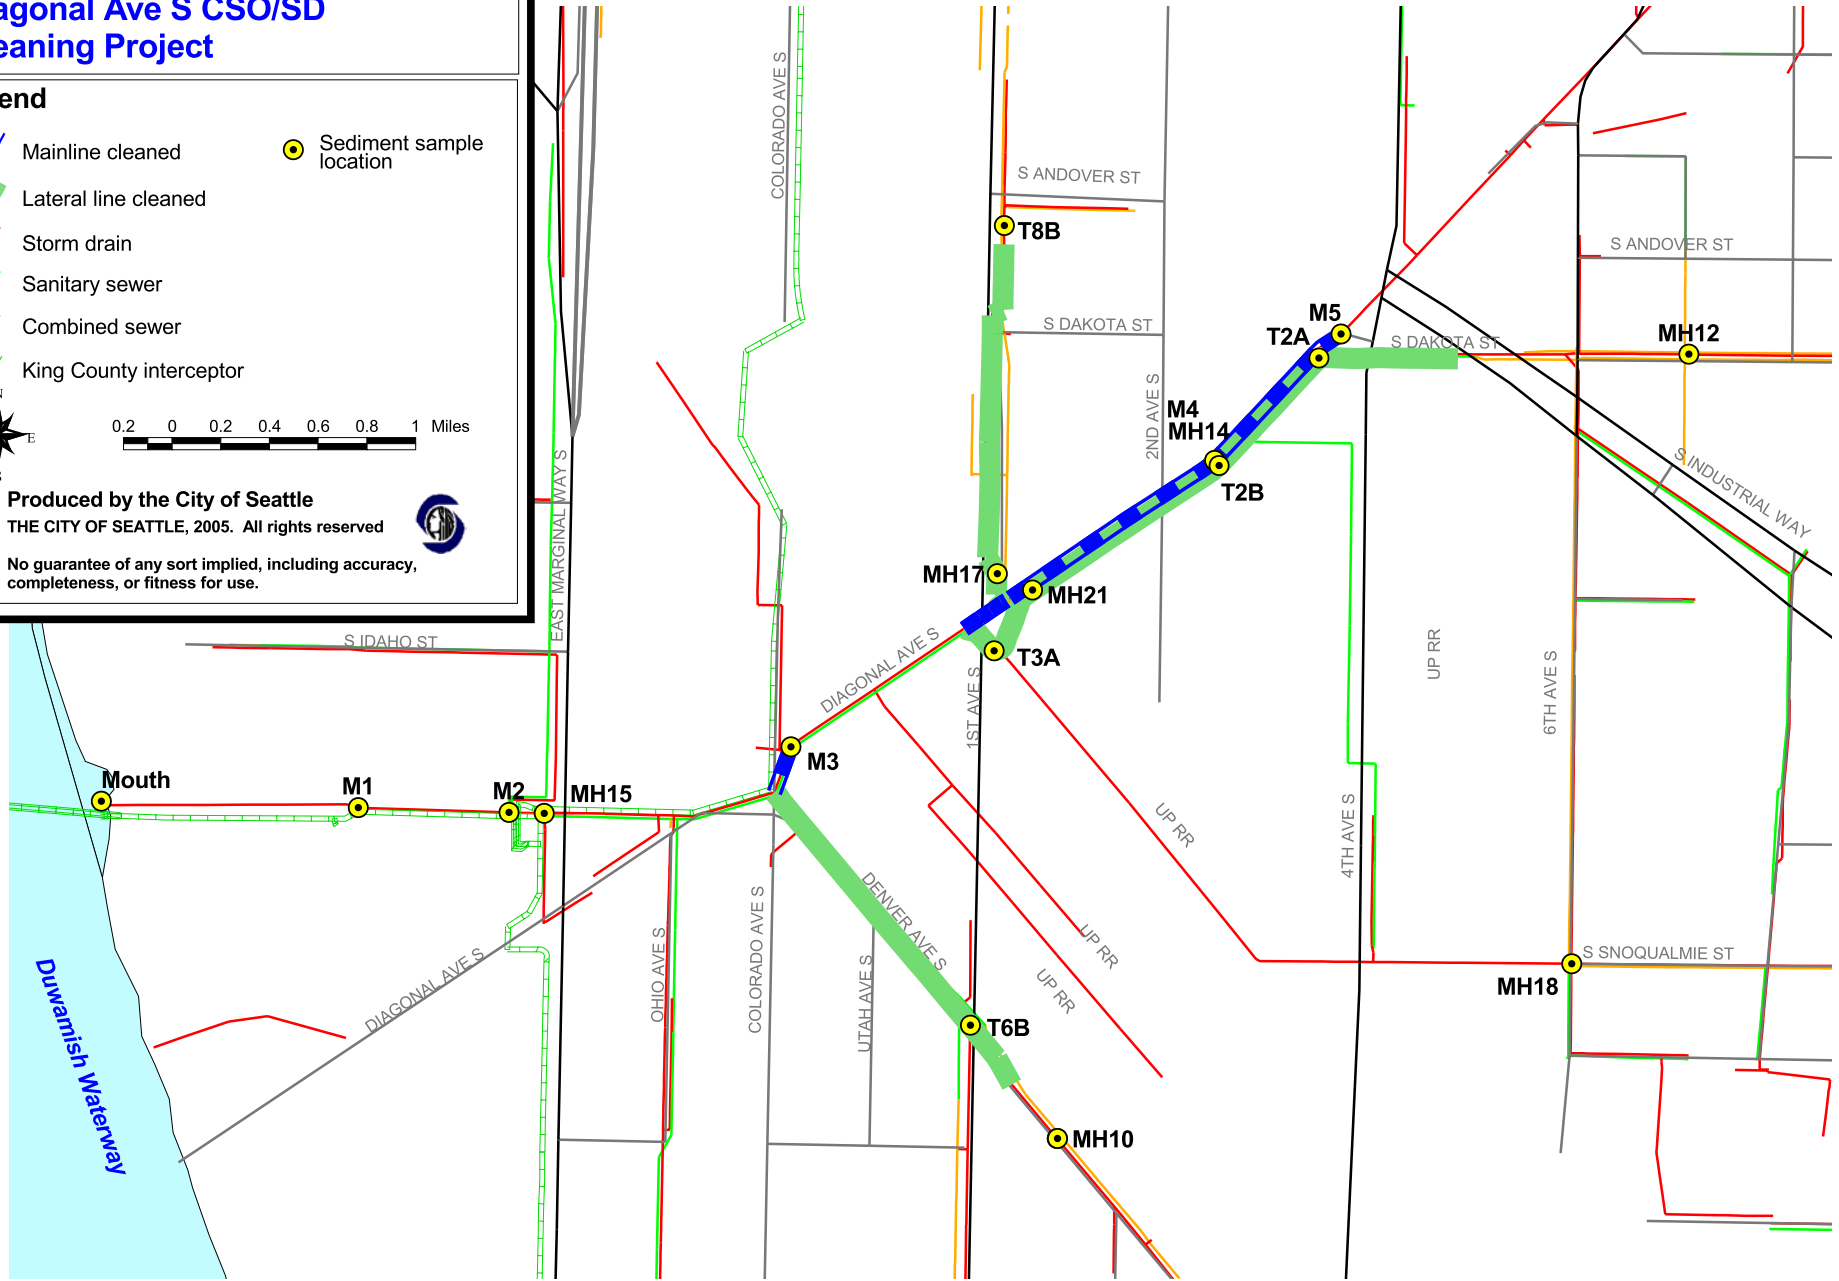 agonal Ave S CSO/SD
eaning Project
end
Mainline cleaned
Sediment sample
location
Lateral line cleaned
Storm drain
Sanitary sewer
Combined sewer
King County interceptor
N
E
S
0.2 0 0.2 0.4 0.6 0.8 1 Miles
Produced by the City of Seattle
THE CITY OF SEATTLE, 2005. All rights reserved
No guarantee of any sort implied, including accuracy,
completeness, or fitness for use.
COLORADO AVE S
S ANDOVER ST
T8B
S ANDOVER ST
M5
S DAKOTA ST
T2A
S DAKOTA ST
MH12
2ND AVE S
M4
MH14
T2B
S INDUSTRIAL WAY
EAST MARGINAL WAY S
MH17
MH21
S IDAHO ST
DIAGONAL AVE S
T3A
1ST AVE S
UP RR
6TH AVE S
M3
Mouth
M1
M2
MH15
UP RR
4TH AVE S
DENVER AVE S
COLORADO AVE S
OHIO AVE S
UTAH AVE S
UP RR
UP RR
DIAGONAL AVE S
S SNOQUALMIE ST
MH18
Duwamish Waterway
T6B
MH10